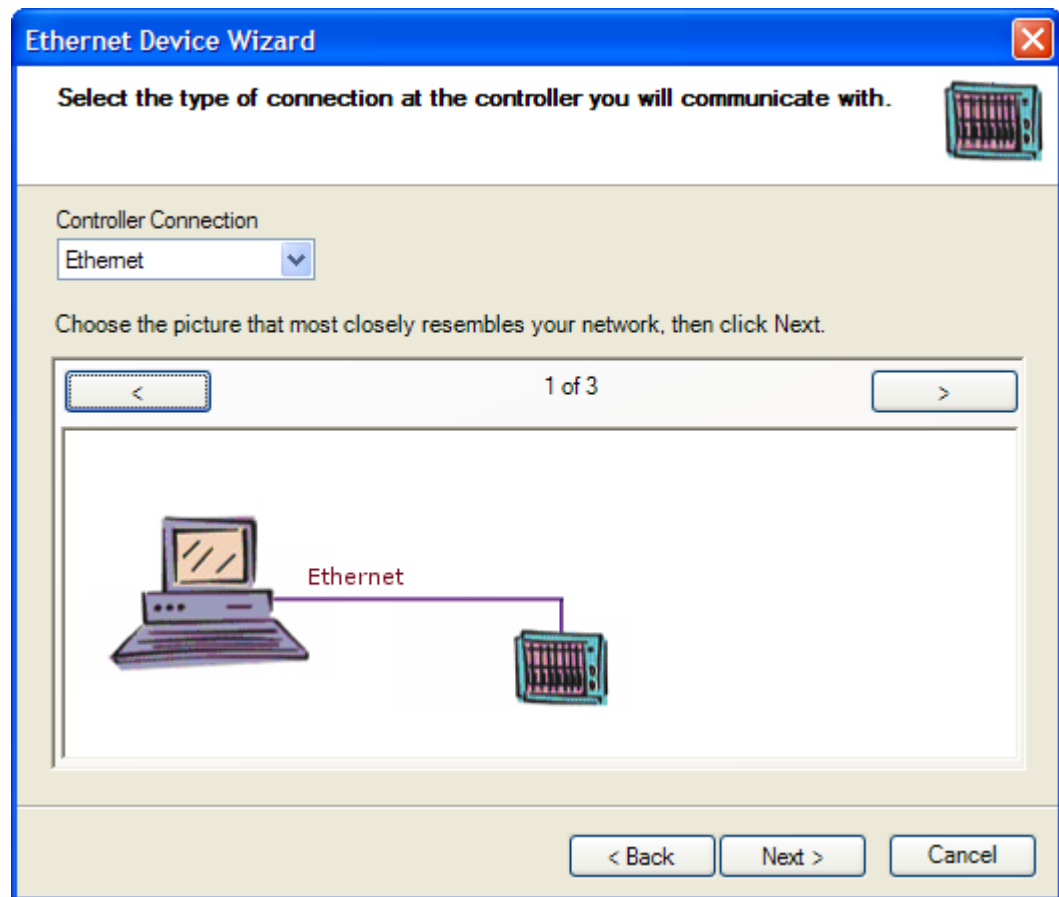 Ethernet Device Wizard
Select the type of connection at the controller you will communicate with.
Controller Connection
Ethernet
Choose the picture that most closely resembles your network, then click Next.
< 1 of 3 >
Ethernet
< Back Next > Cancel